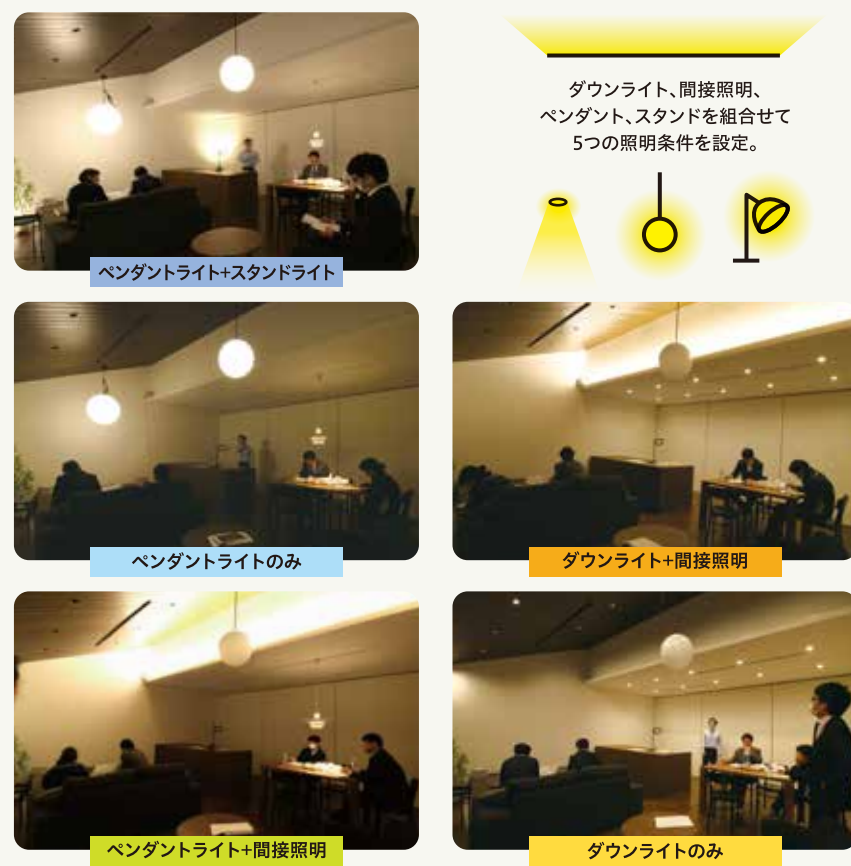 ダウンライト、間接照明、
ペンダント、スタンドを組合せて
5つの照明条件を設定。
ペンダントライト+スタンドライト
ペンダントライトのみ
ダウンライト+間接照明
ペンダントライト+間接照明
ダウンライトのみ